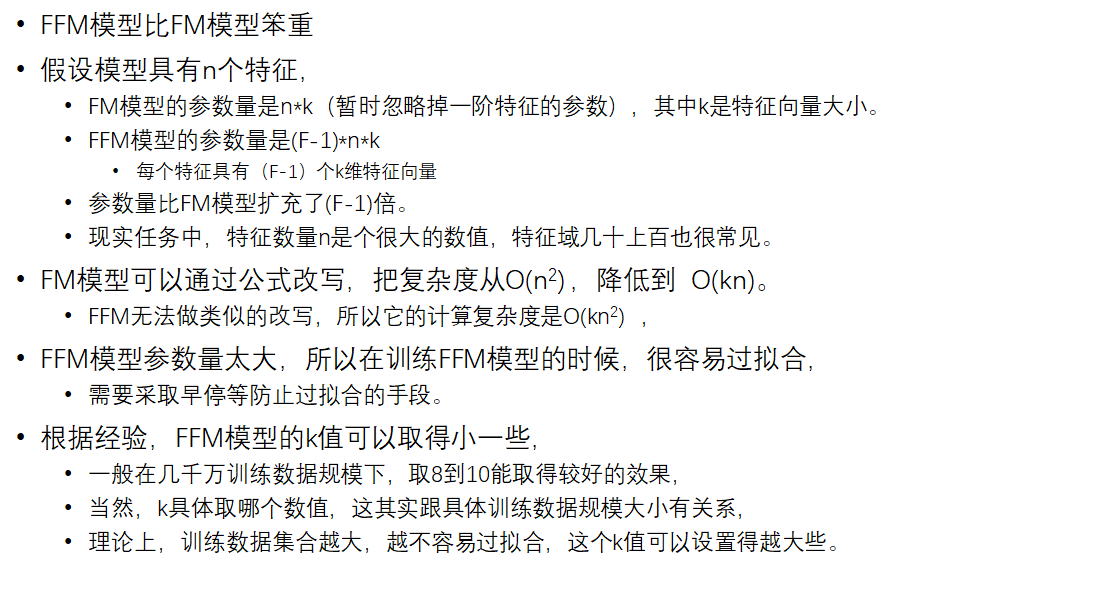 • FFM模型比FM模型笨重
• 假设模型具有n个特征，
• FM模型的参数量是n*k（暂时忽略掉一阶特征的参数），其中k是特征向量大小。
• FFM模型的参数量是(F-1)*n*k
• 每个特征具有（F-1）个k维特征向量
• 参数量比FM模型扩充了(F-1)倍。
• 现实任务中，特征数量n是个很大的数值，特征域几十上百也很常见。
• FM模型可以通过公式改写，把复杂度从O(n²)，降低到 O(kn)。
• FFM无法做类似的改写，所以它的计算复杂度是O(kn²)，
• FFM模型参数量太大，所以在训练FFM模型的时候，很容易过拟合，
• 需要采取早停等防止过拟合的手段。
• 根据经验，FFM模型的k值可以取得小一些，
• 一般在几千万训练数据规模下，取8到10能取得较好的效果，
• 当然，k具体取哪个数值，这其实跟具体训练数据规模大小有关系，
• 理论上，训练数据集合越大，越不容易过拟合，这个k值可以设置得越大些。